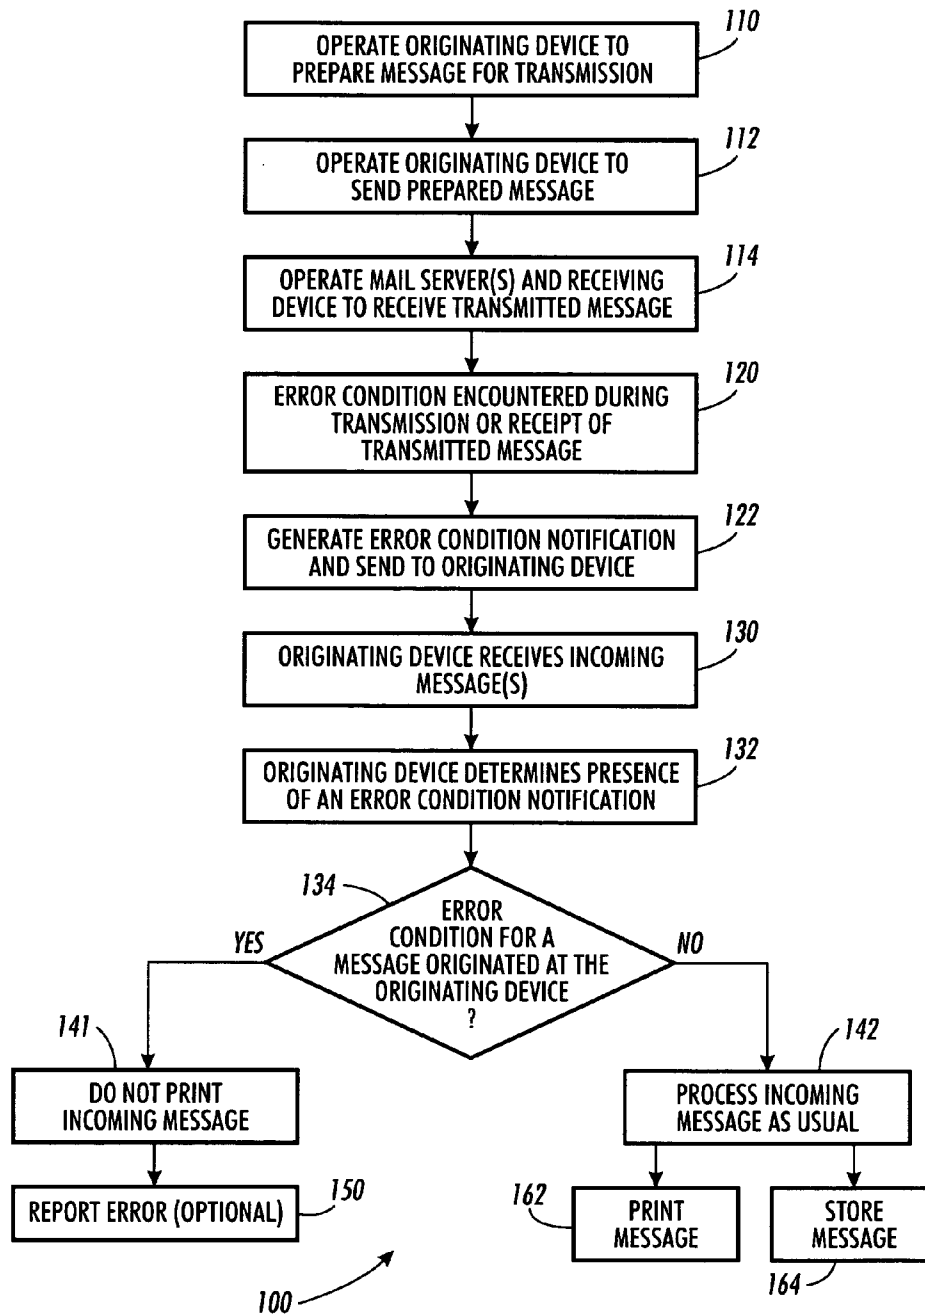 110
OPERATE ORIGINATING DEVICE TO
PREPARE MESSAGE FOR TRANSMISSION
112
OPERATE ORIGINATING DEVICE TO
SEND PREPARED MESSAGE
114
OPERATE MAIL SERVER(S) AND RECEIVING
DEVICE TO RECEIVE TRANSMITTED MESSAGE
120
ERROR CONDITION ENCOUNTERED DURING
TRANSMISSION OR RECEIPT OF
TRANSMITTED MESSAGE
122
GENERATE ERROR CONDITION NOTIFICATION
AND SEND TO ORIGINATING DEVICE
130
ORIGINATING DEVICE RECEIVES INCOMING
MESSAGE(S)
132
ORIGINATING DEVICE DETERMINES PRESENCE
OF AN ERROR CONDITION NOTIFICATION
134
ERROR
CONDITION FOR A
MESSAGE ORIGINATED AT THE
ORIGINATING DEVICE
?
YES
NO
141
DO NOT PRINT
INCOMING MESSAGE
142
PROCESS INCOMING
MESSAGE AS USUAL
REPORT ERROR (OPTIONAL)
150
162
PRINT
MESSAGE
STORE
MESSAGE
164
100